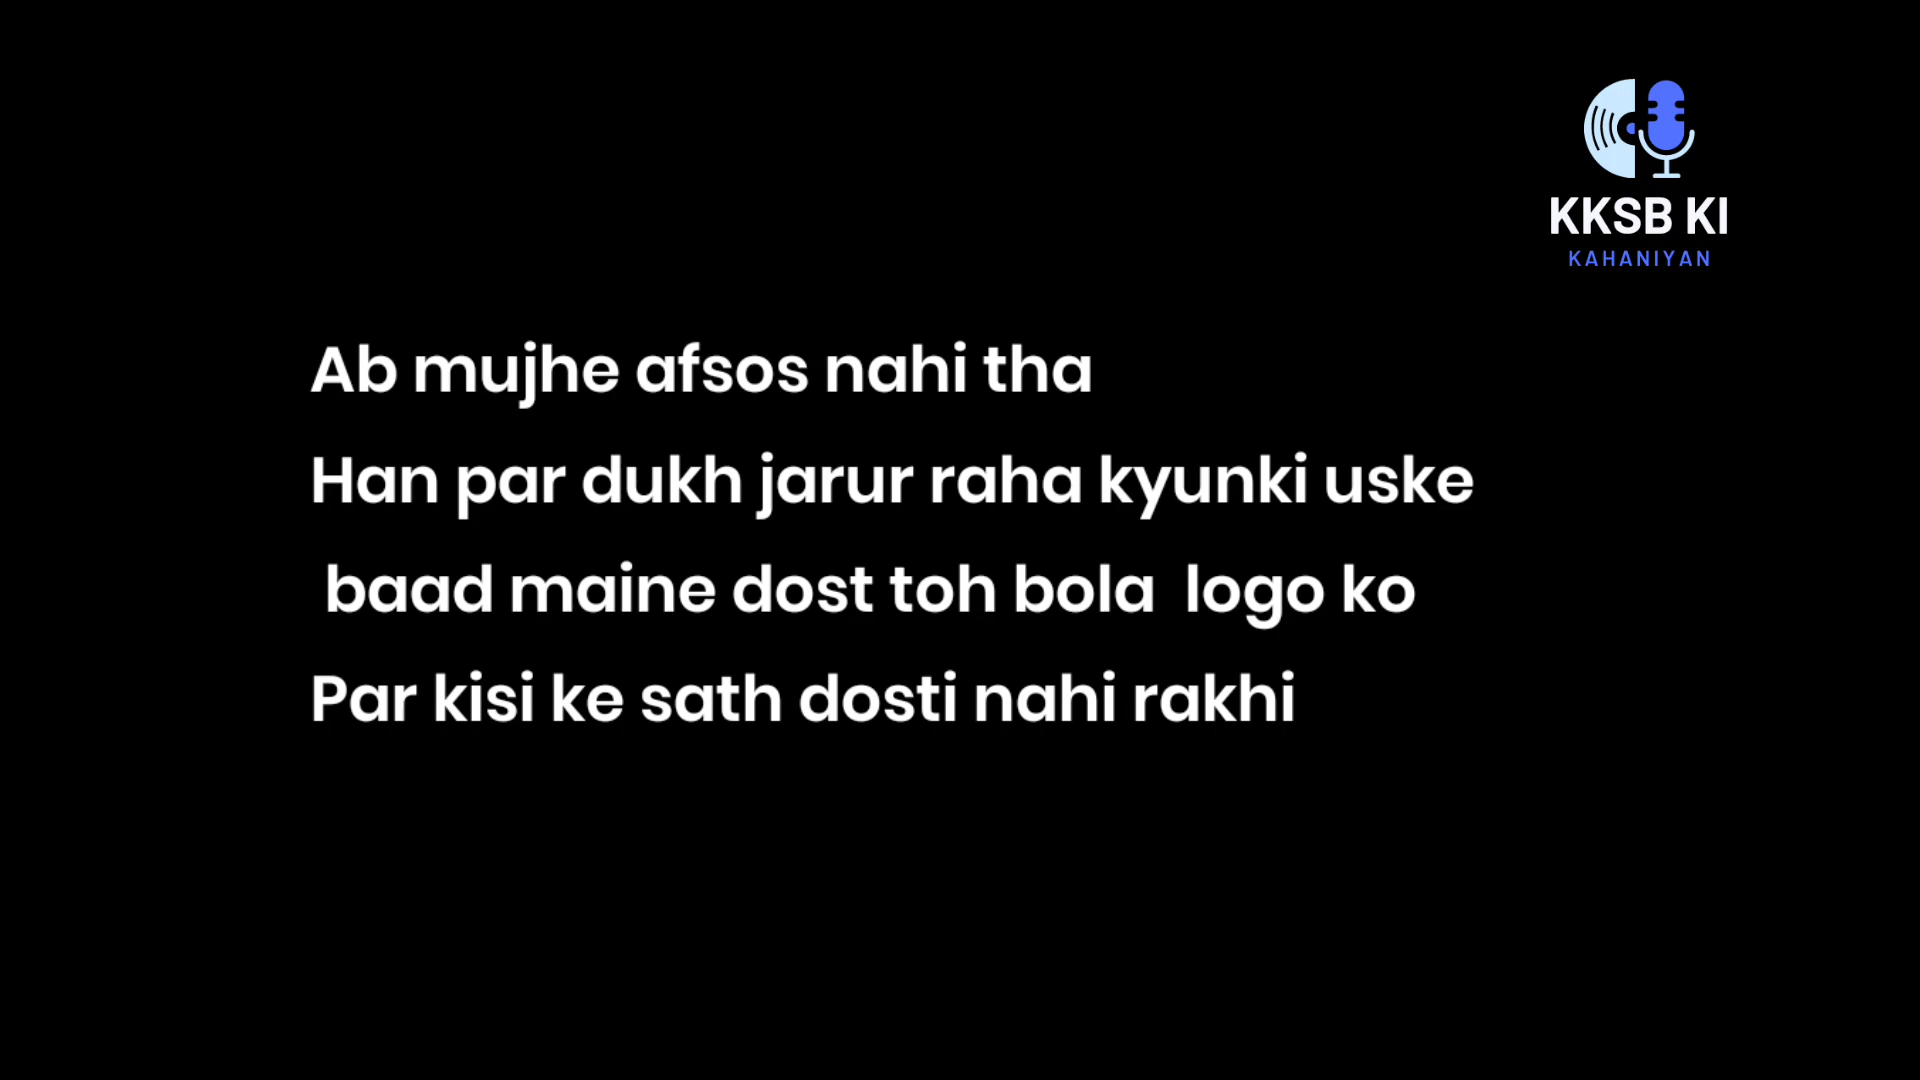 KKSB KI
KAHANIYAN
Ab mujhe afsos nahi tha
Han par dukh jarur raha kyunki uske
baad maine dost toh bola  logo ko
Par kisi ke sath dosti nahi rakhi